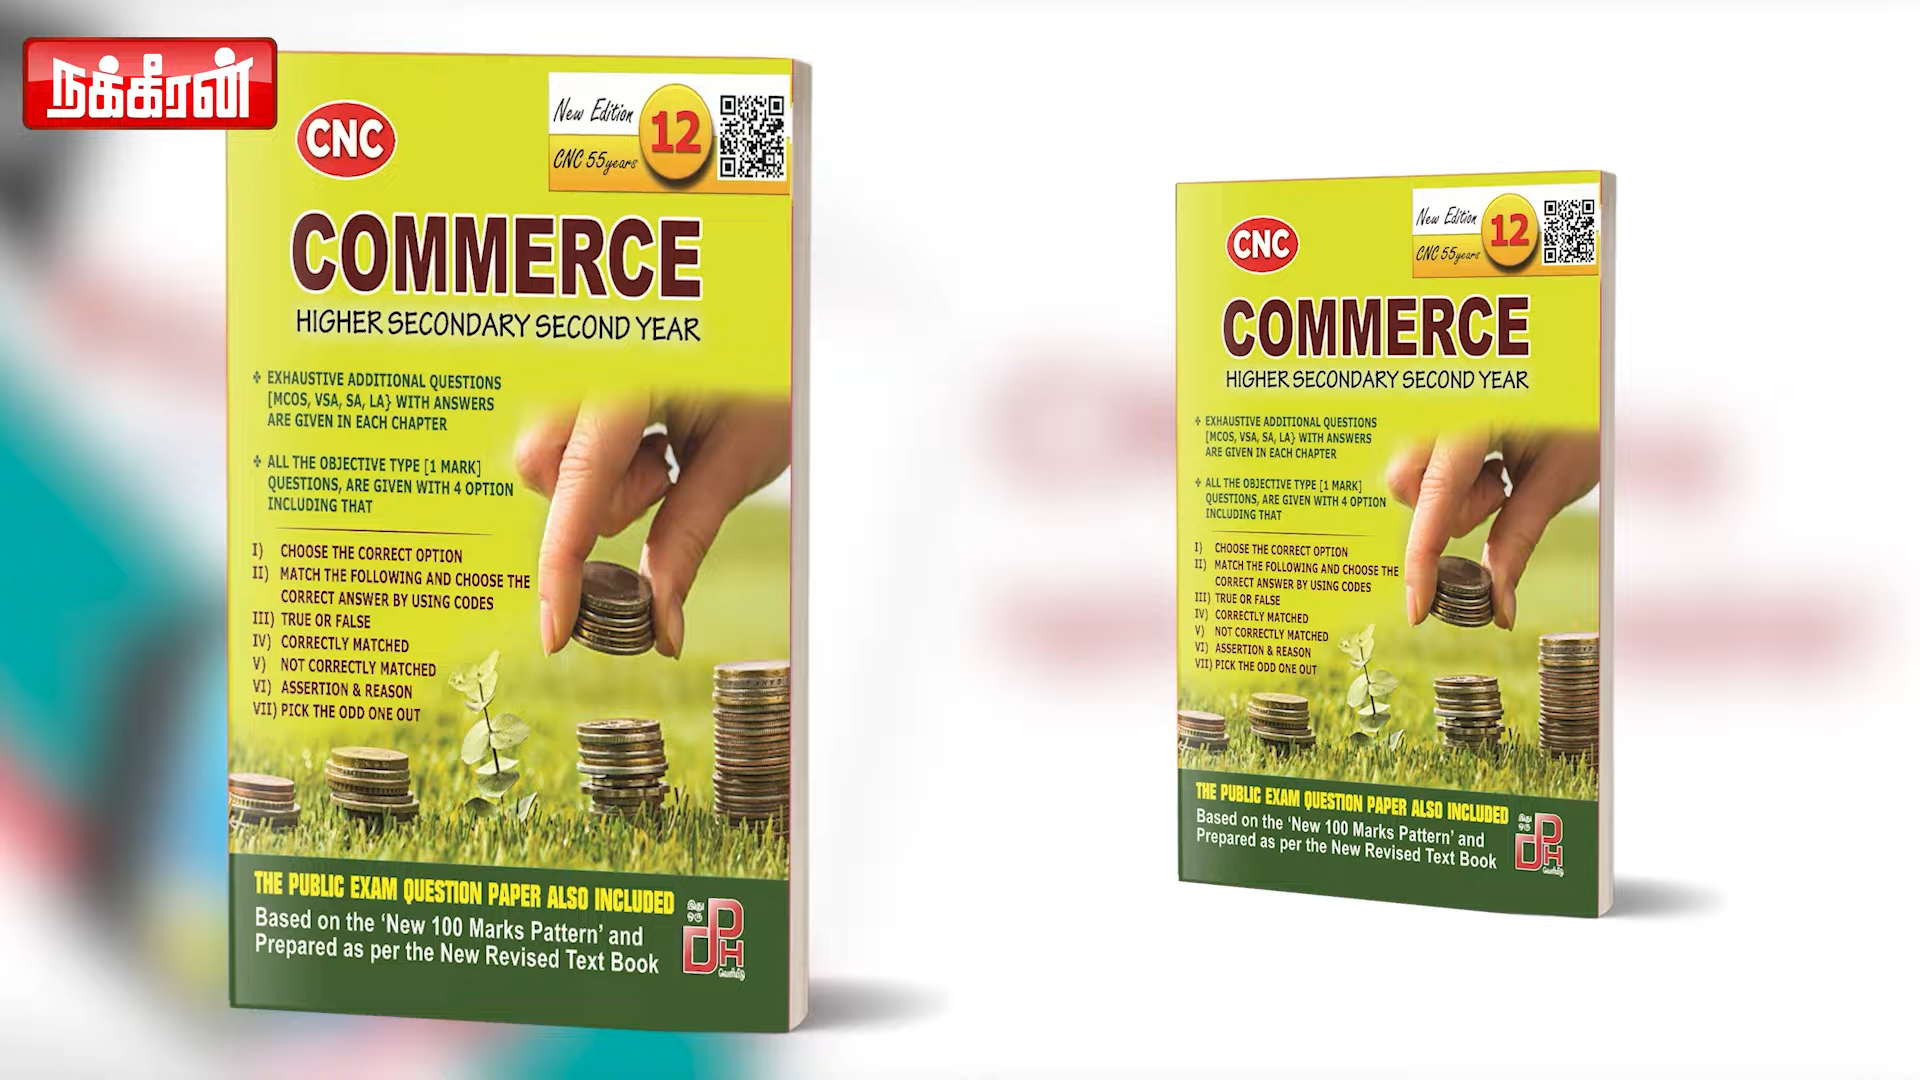 நக்கீரன்
CNC
New Edition
CNC 55years
12
COMMERCE
HIGHER SECONDARY SECOND YEAR
EXHAUSTIVE ADDITIONAL QUESTIONS
[MCOS, VSA, SA, LA} WITH ANSWERS
ARE GIVEN IN EACH CHAPTER
ALL THE OBJECTIVE TYPE [1 MARK]
QUESTIONS, ARE GIVEN WITH 4 OPTION
INCLUDING THAT
I) CHOOSE THE CORRECT OPTION
II) MATCH THE FOLLOWING AND CHOOSE THE
CORRECT ANSWER BY USING CODES
III) TRUE OR FALSE
IV) CORRECTLY MATCHED
V) NOT CORRECTLY MATCHED
VI) ASSERTION & REASON
VII) PICK THE ODD ONE OUT
THE PUBLIC EXAM QUESTION PAPER ALSO INCLUDED
Based on the ‘New 100 Marks Pattern’ and
Prepared as per the New Revised Text Book
இது
ஒரு
DPH
வெளியீடு
CNC
New Edition
CNC 55years
12
COMMERCE
HIGHER SECONDARY SECOND YEAR
EXHAUSTIVE ADDITIONAL QUESTIONS
[MCOS, VSA, SA, LA} WITH ANSWERS
ARE GIVEN IN EACH CHAPTER
ALL THE OBJECTIVE TYPE [1 MARK]
QUESTIONS, ARE GIVEN WITH 4 OPTION
INCLUDING THAT
I) CHOOSE THE CORRECT OPTION
II) MATCH THE FOLLOWING AND CHOOSE THE
CORRECT ANSWER BY USING CODES
III) TRUE OR FALSE
IV) CORRECTLY MATCHED
V) NOT CORRECTLY MATCHED
VI) ASSERTION & REASON
VII) PICK THE ODD ONE OUT
THE PUBLIC EXAM QUESTION PAPER ALSO INCLUDED
Based on the ‘New 100 Marks Pattern’ and
Prepared as per the New Revised Text Book
இது
ஒரு
DPH
வெளியீடு